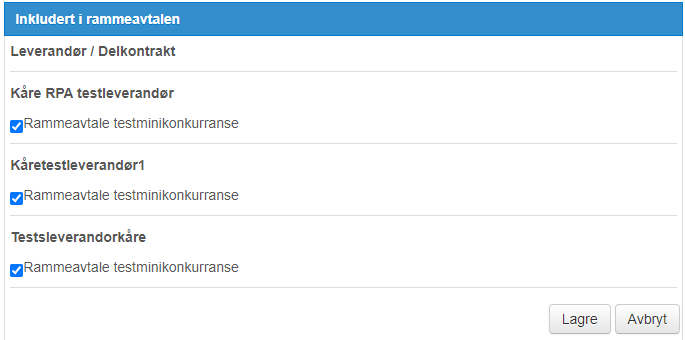 Inkludert i rammeavtalen
Leverandør / Delkontrakt
Kåre RPA testleverandør
Rammeavtale testminikonkurranse
Kåretestleverandør1
Rammeavtale testminikonkurranse
Testsleverandorkåre
Rammeavtale testminikonkurranse
Lagre Avbryt